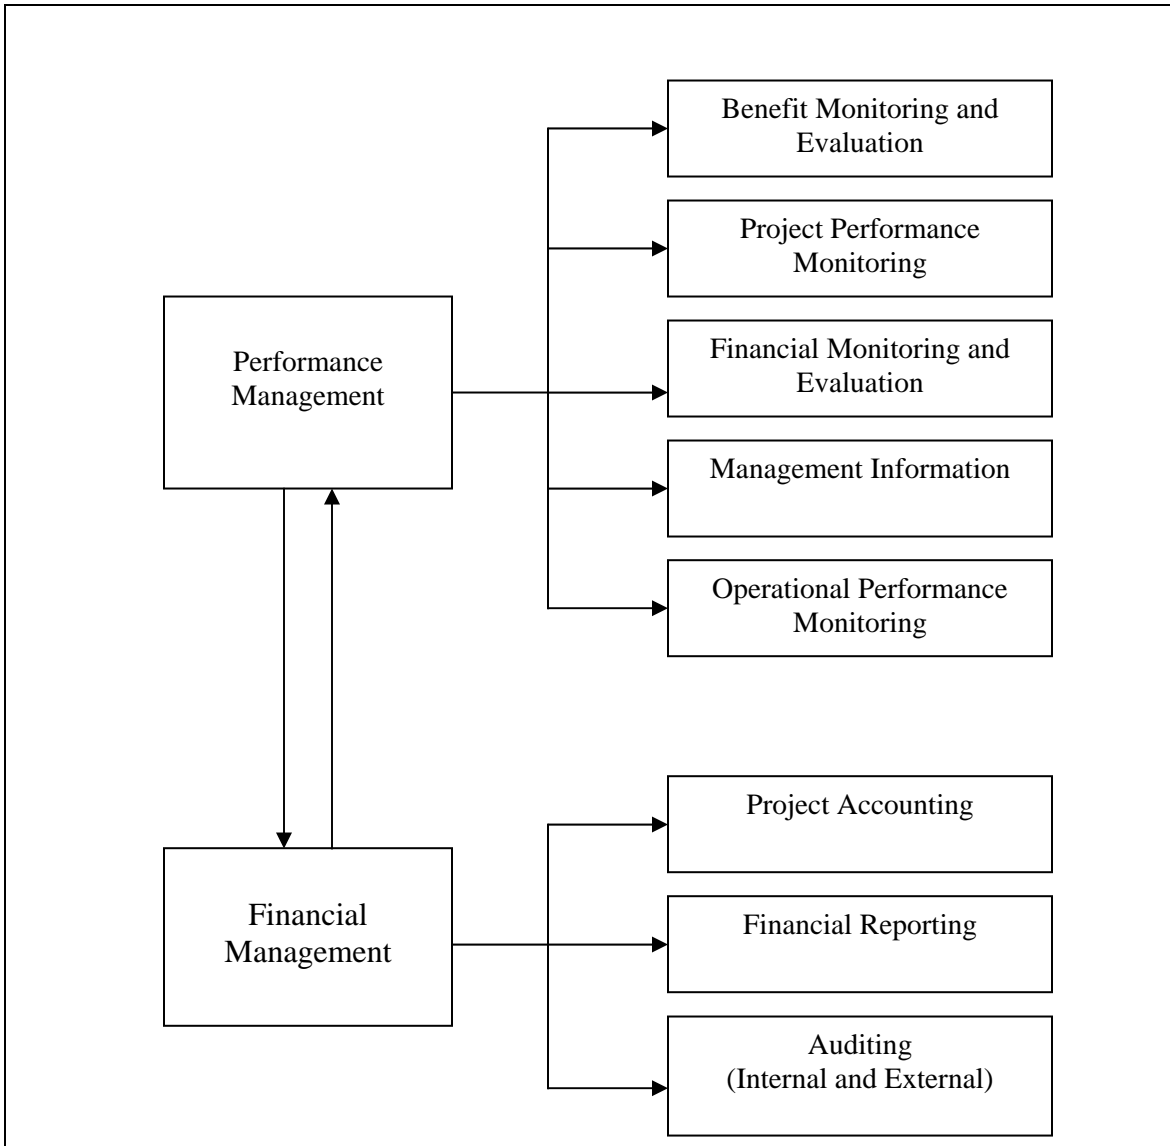 Benefit Monitoring and
Evaluation
Project Performance
Monitoring
Financial Monitoring and
Evaluation
Management Information
Operational Performance
Monitoring
Performance
Management
Project Accounting
Financial Reporting
Auditing
(Internal and External)
Financial
Management